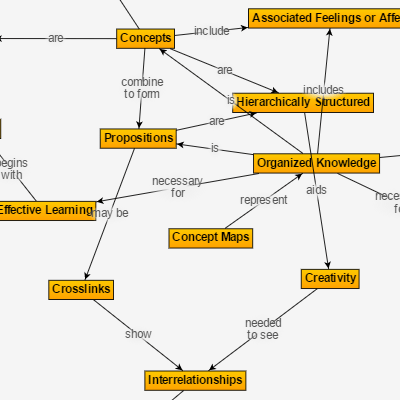 Associated Feelings or Affe
include
are
Concepts
are
combine
to form
includes
is
Hierarchically Structured
are
Propositions
is
Organized Knowledge
egins
with
necessary
for
aids
nece
fo
represent
Effective Learning
may be
Concept Maps
Creativity
Crosslinks
needed
to see
show
Interrelationships